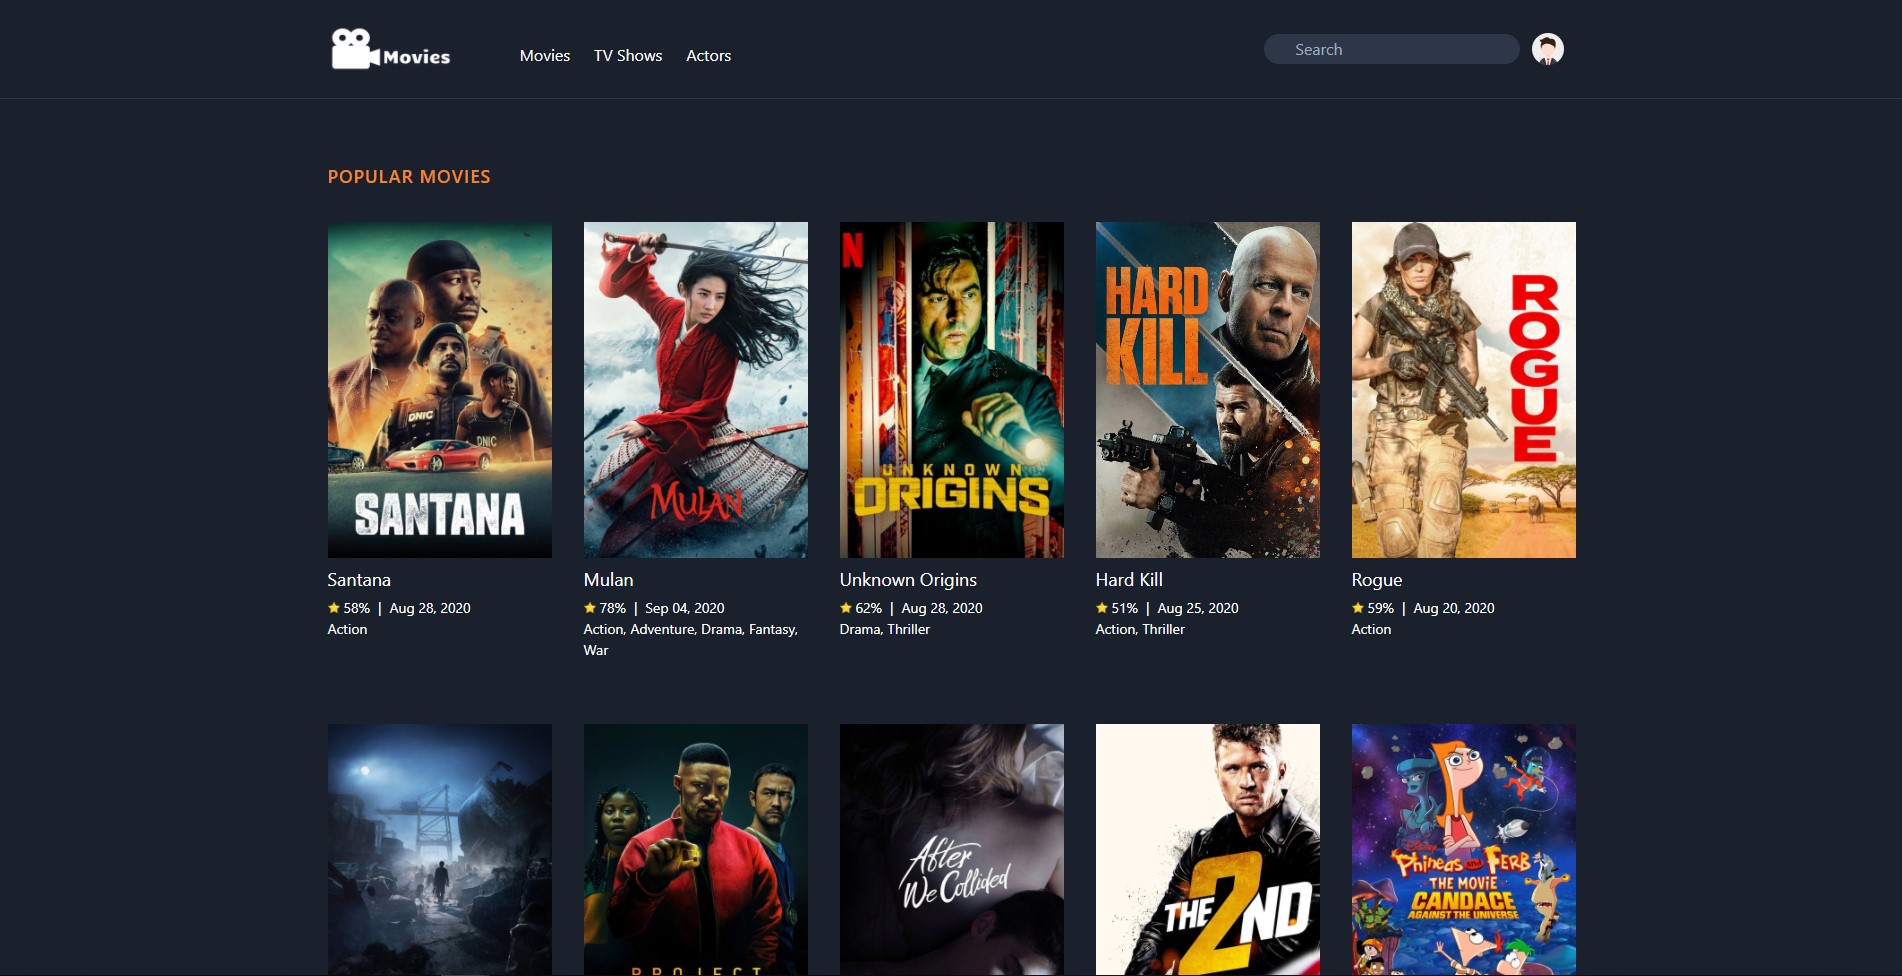 Movies
Movies TV Shows Actors
Search
POPULAR MOVIES
DNIC
DNIC
SANTANA
MULAN
N
UNKNOWN
ORIGINS
HARD
KILL
ROGUE
Santana
58% | Aug 28, 2020
Action
Mulan
78% | Sep 04, 2020
Action, Adventure, Drama, Fantasy,
War
Unknown Origins
62% | Aug 28, 2020
Drama, Thriller
Hard Kill
51% | Aug 25, 2020
Action, Thriller
Rogue
59% | Aug 20, 2020
Action
PROJECT
After
We Collided
THE 2ND
Disney
Phineas and Ferb
THE MOVIE
CANDACE
AGAINST THE UNIVERSE